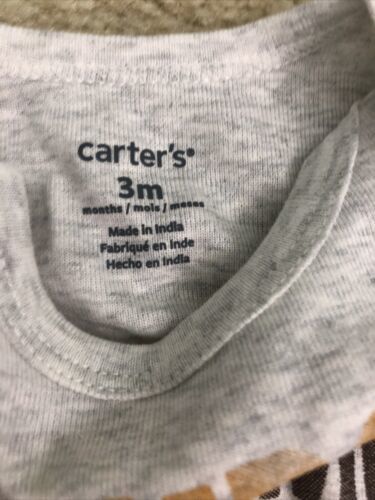 carter's®
3m
months / mois / meses
Made in India
Fabriqué en Inde
Hecho en India